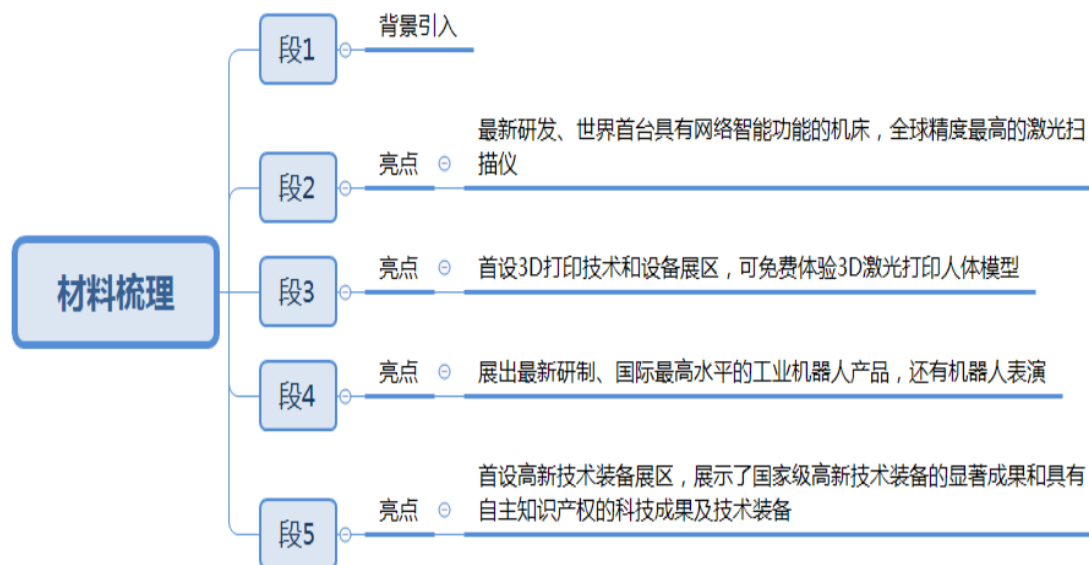 材料梳理
段1
背景引入
段2
亮点
最新研发、世界首台具有网络智能功能的机床，全球精度最高的激光扫
描仪
段3
亮点
首设3D打印技术和设备展区，可免费体验3D激光打印人体模型
段4
亮点
展出最新研制、国际最高水平的工业机器人产品，还有机器人表演
段5
亮点
首设高新技术装备展区，展示了国家级高新技术装备的显著成果和具有
自主知识产权的科技成果及技术装备